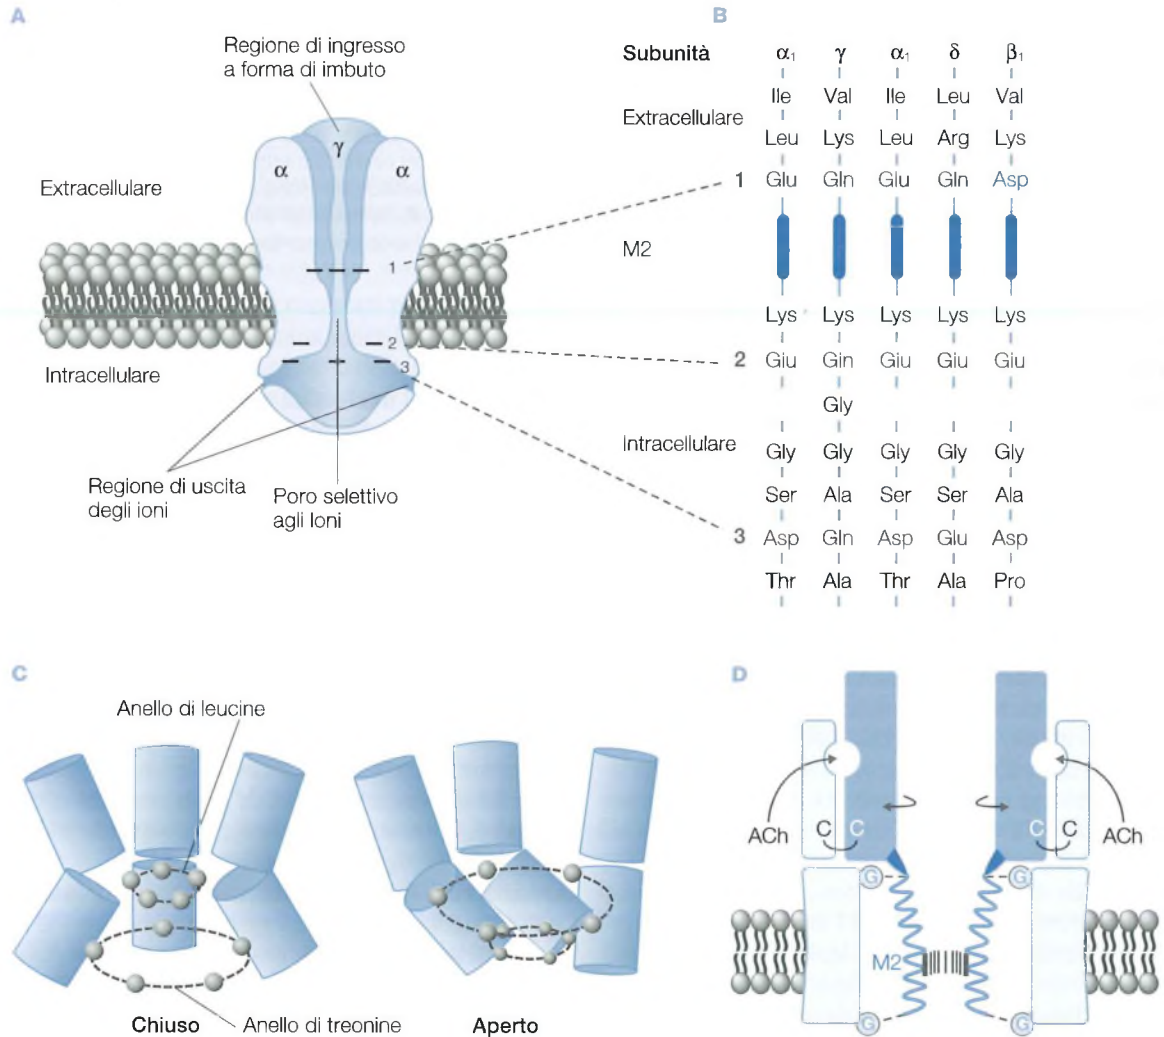 A
Regione di ingresso
a forma di imbuto
γ
α
α
Extracellulare
1
2
3
Intracellulare
Regione di uscita
degli ioni
Poro selettivo
agli Ioni
B
Subunità α₁ γ α₁ δ β₁
Ile Val Ile Leu Val
Extracellulare
Leu Lys Leu Arg Lys
1 Glu Gln Glu Gln Asp
M2
Lys Lys Lys Lys Lys
2 Glu Gin Glu Glu Glu
Gly
Intracellulare
Gly Gly Gly Gly Gly
Ser Ala Ser Ser Ala
3 Asp Gln Asp Glu Asp
Thr Ala Thr Ala Pro
C
Anello di leucine
Chiuso
Anello di treonine
Aperto
D
ACh
C C
C C
ACh
G
G
M2
G
G